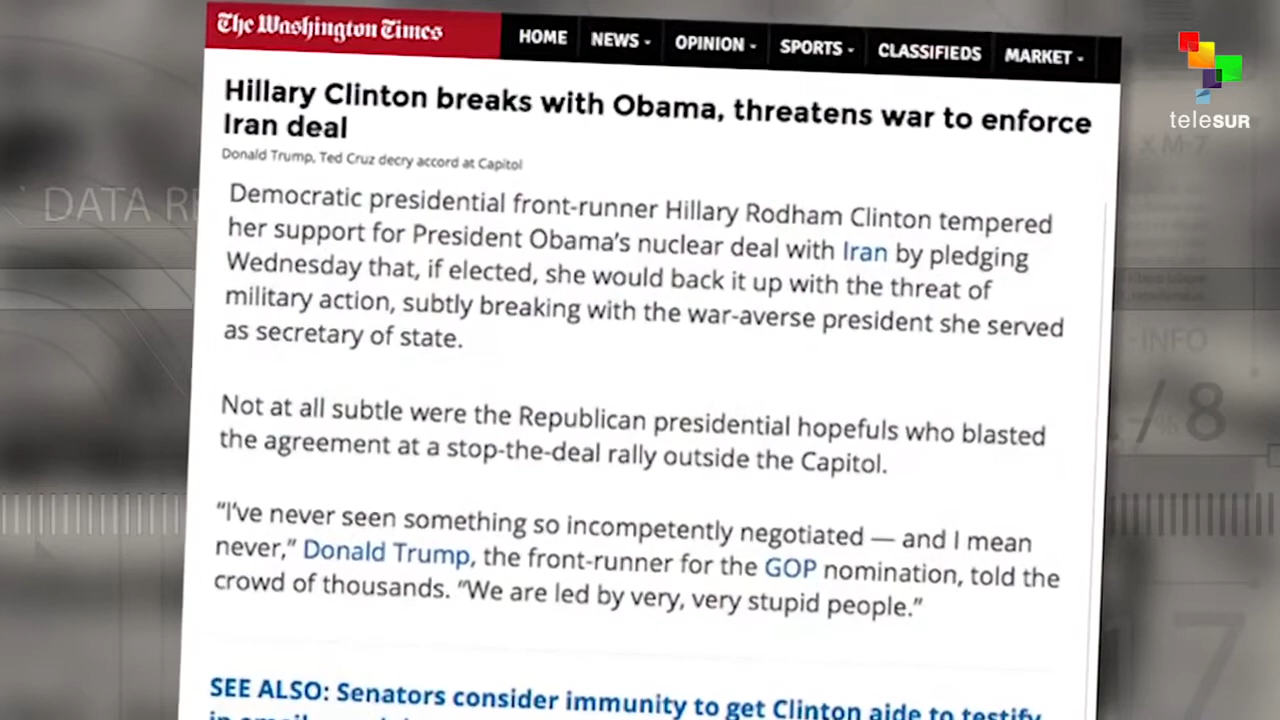 The Washington Times
HOME
NEWS
OPINION
SPORTS
CLASSIFIEDS
MARKET
teleSUR
Hillary Clinton breaks with Obama, threatens war to enforce
Iran deal
Donald Trump, Ted Cruz decry accord at Capitol
DATA RE
Democratic presidential front-runner Hillary Rodham Clinton tempered
her support for President Obama's nuclear deal with Iran by pledging
Wednesday that, if elected, she would back it up with the threat of
military action, subtly breaking with the war-averse president she served
as secretary of state.
-INFO
/8
Not at all subtle were the Republican presidential hopefuls who blasted
the agreement at a stop-the-deal rally outside the Capitol.
“I've never seen something so incompetently negotiated — and I mean
never,” Donald Trump, the front-runner for the GOP nomination, told the
crowd of thousands. “We are led by very, very stupid people.”
17
SEE ALSO: Senators consider immunity to get Clinton aide to testify